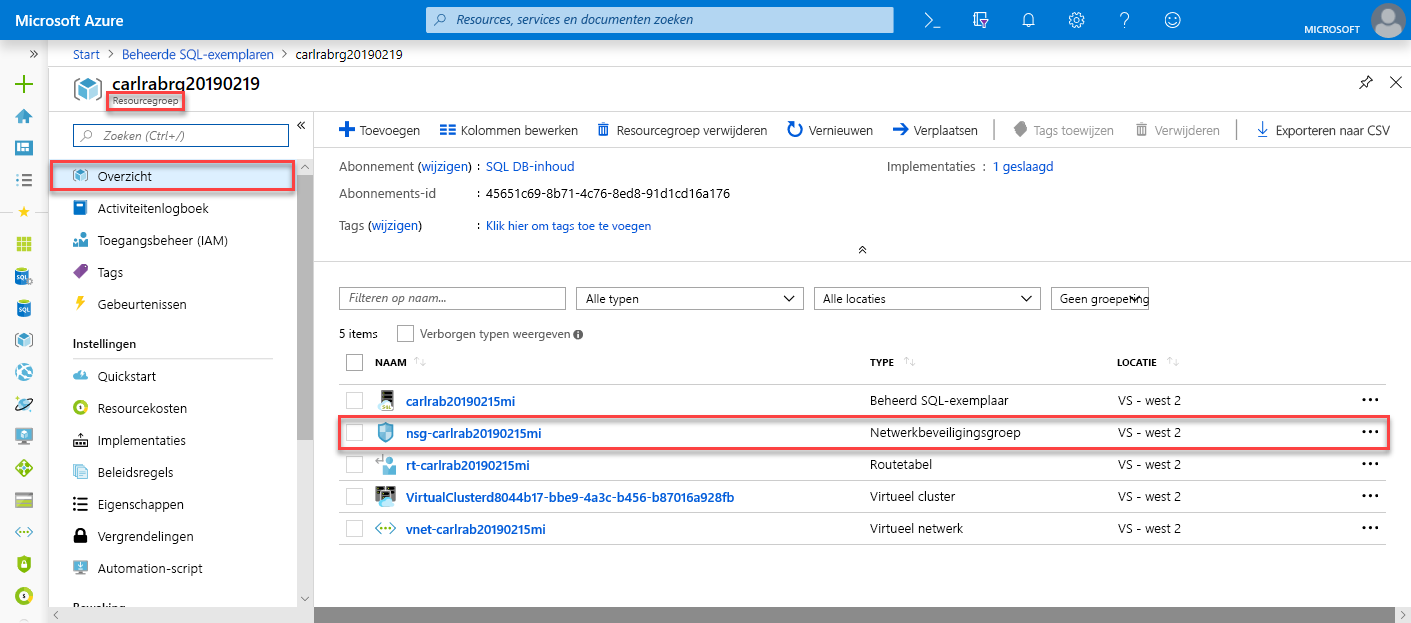 Microsoft Azure
Resources, services en documenten zoeken
MICROSOFT
Start > Beheerde SQL-exemplaren > carlrabrg20190219
carlrabrg20190219
Resourcegroep
Zoeken (Ctrl+/)
Overzicht
Activiteitenlogboek
Toegangsbeheer (IAM)
Tags
Gebeurtenissen
Instellingen
Quickstart
Resourcekosten
Implementaties
Beleidsregels
Eigenschappen
Vergrendelingen
Automation-script
Bewaking
Toevoegen Kolommen bewerken Resourcegroep verwijderen Vernieuwen Verplaatsen Tags toewijzen Verwijderen Exporteren naar CSV
Abonnement (wijzigen) : SQL DB-inhoud Implementaties : 1 geslaagd
Abonnements-id : 45651c69-8b71-4c76-8ed8-91d1cd16a176
Tags (wijzigen) : Klik hier om tags toe te voegen
Filteren op naam... Alle typen Alle locaties Geen groepering
5 items Verborgen typen weergeven
NAAM TYPE LOCATIE
carlrab20190215mi Beheerd SQL-exemplaar VS - west 2
nsg-carlrab20190215mi Netwerkbeveiligingsgroep VS - west 2
rt-carlrab20190215mi Routetabel VS - west 2
VirtualClusterd8044b17-bbe9-4a3c-b456-b87016a928fb Virtueel cluster VS - west 2
vnet-carlrab20190215mi Virtueel netwerk VS - west 2